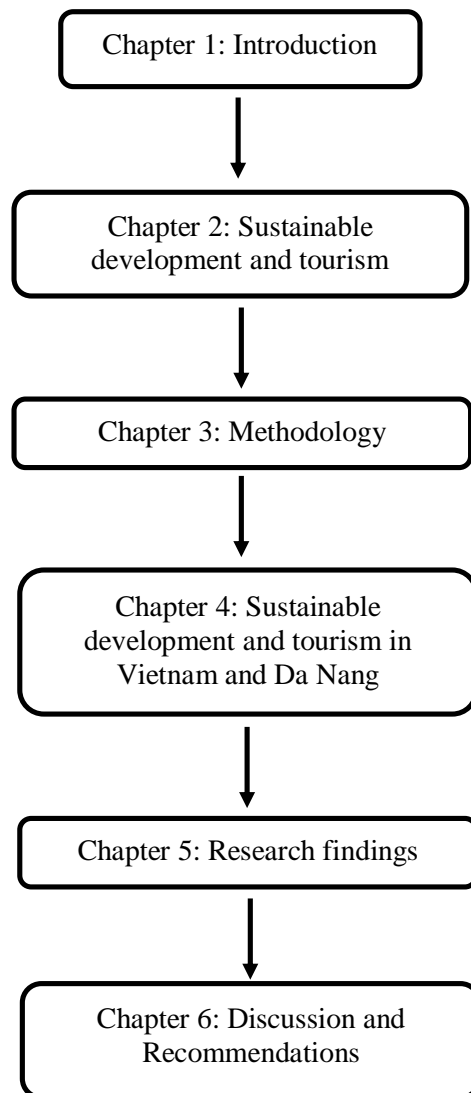 Chapter 1: Introduction
Chapter 2: Sustainable
development and tourism
Chapter 3: Methodology
Chapter 4: Sustainable
development and tourism in
Vietnam and Da Nang
Chapter 5: Research findings
Chapter 6: Discussion and
Recommendations